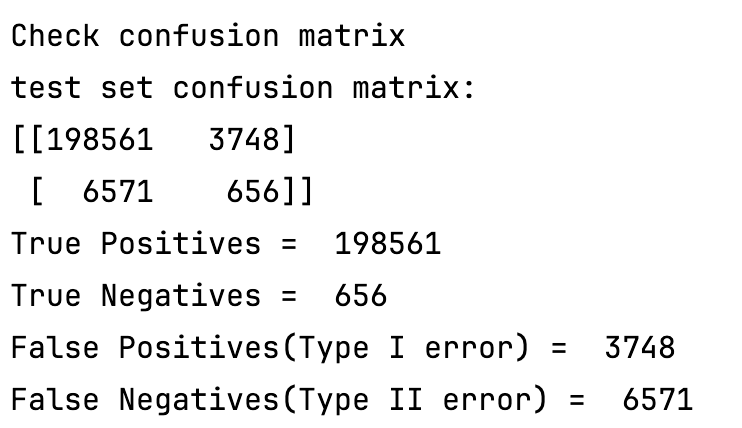 Check confusion matrix
test set confusion matrix:
[[198561   3748]
 [  6571    656]]
True Positives =  198561
True Negatives =  656
False Positives(Type I error) =  3748
False Negatives(Type II error) =  6571